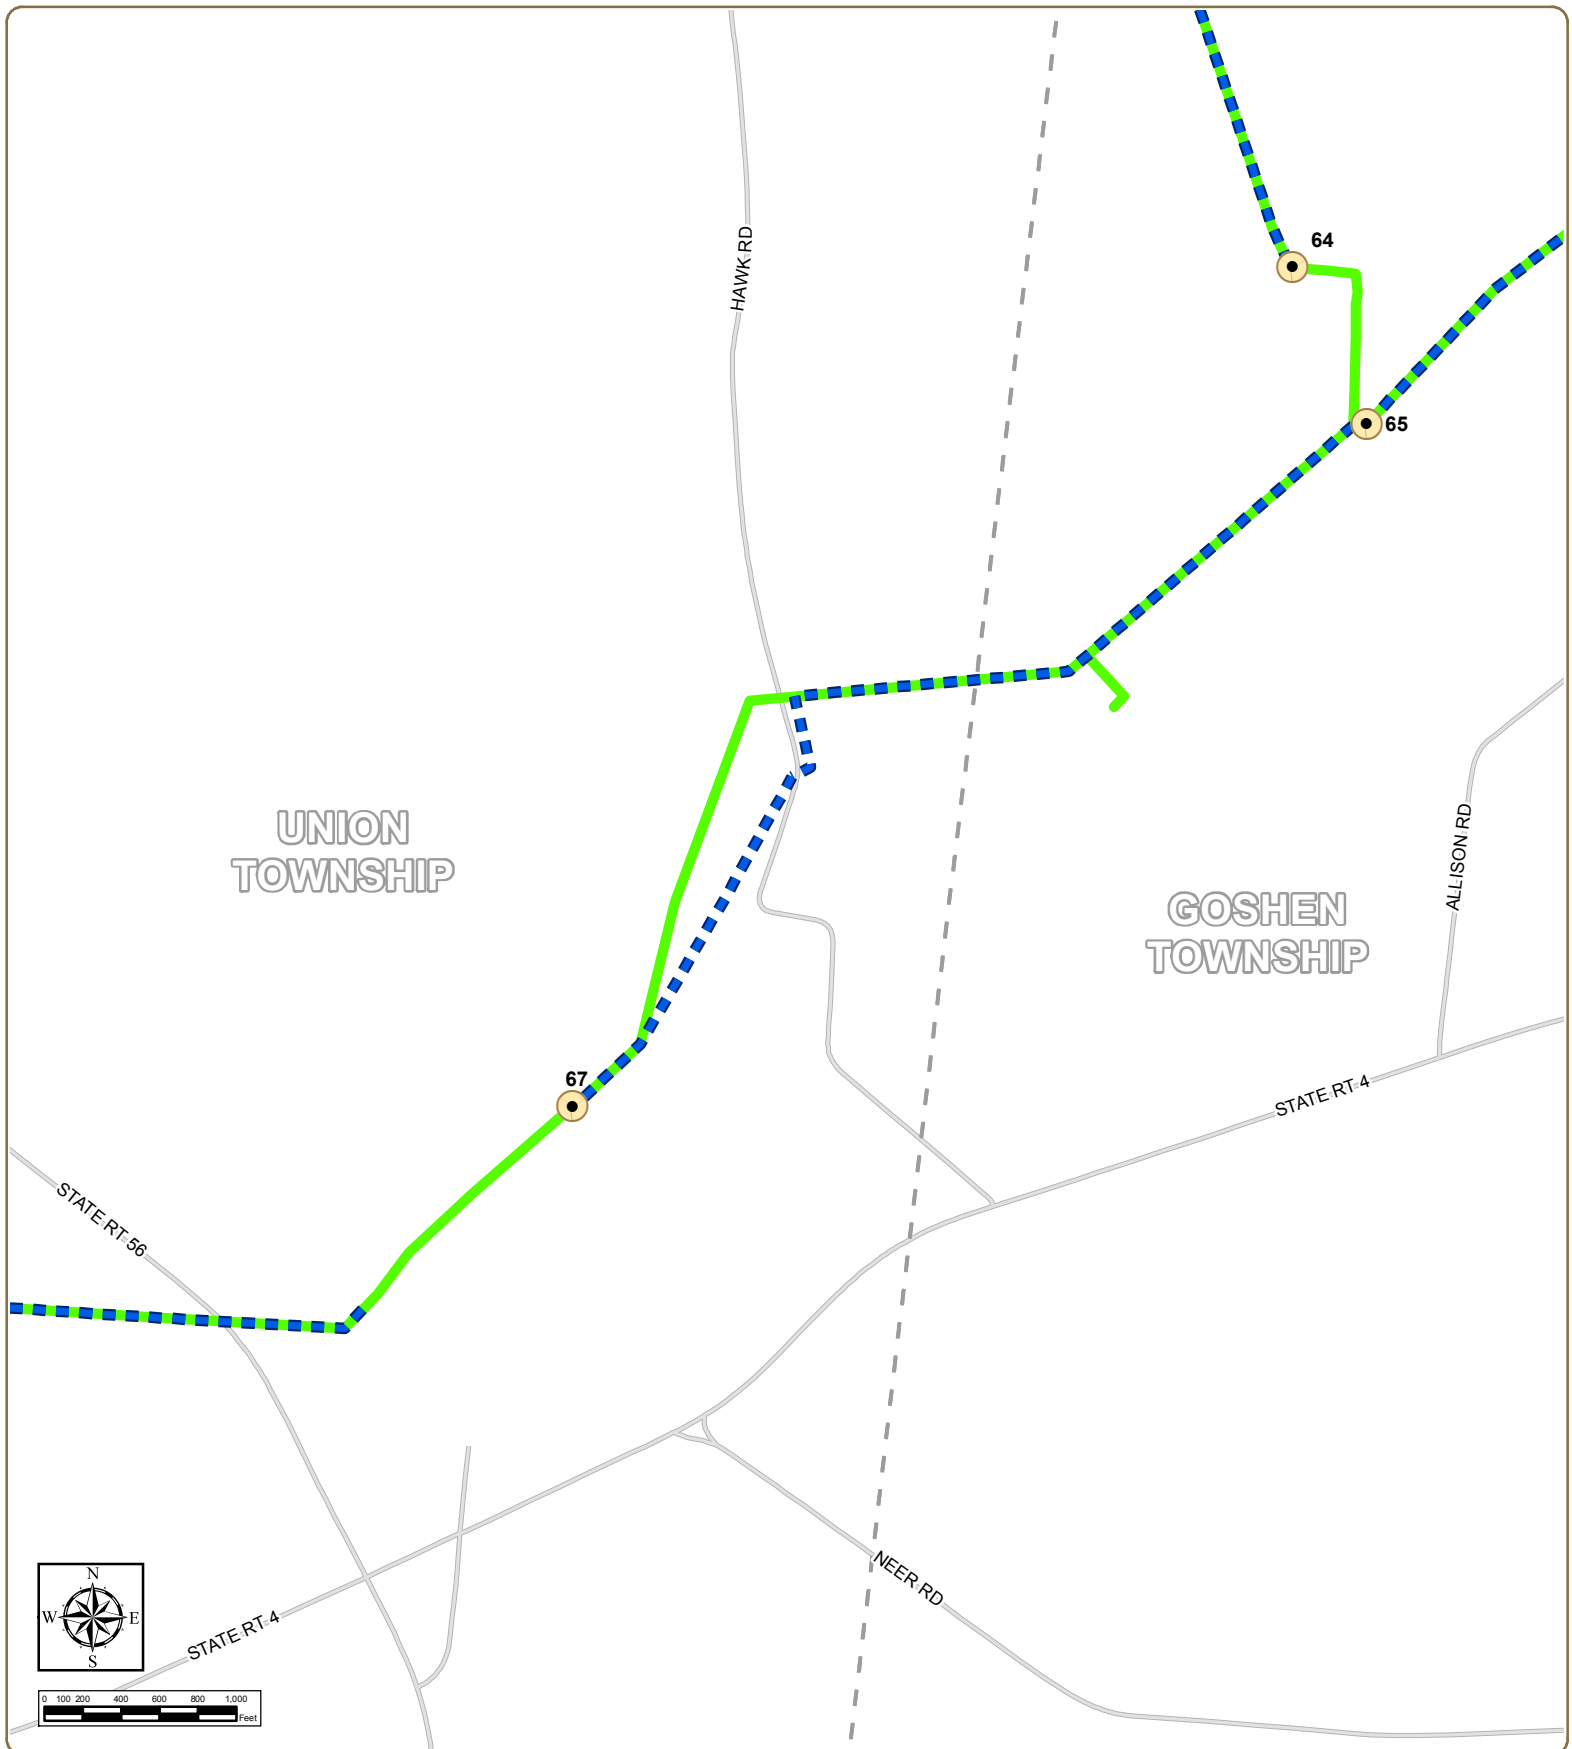 64
HAWK RD
65
UNION
TOWNSHIP
ALLISON RD
GOSHEN
TOWNSHIP
67
STATE RT 4
STATE RT 56
NEER RD
N
W E
S
STATE RT 4
0 100 200 400 600 800 1,000
Feet